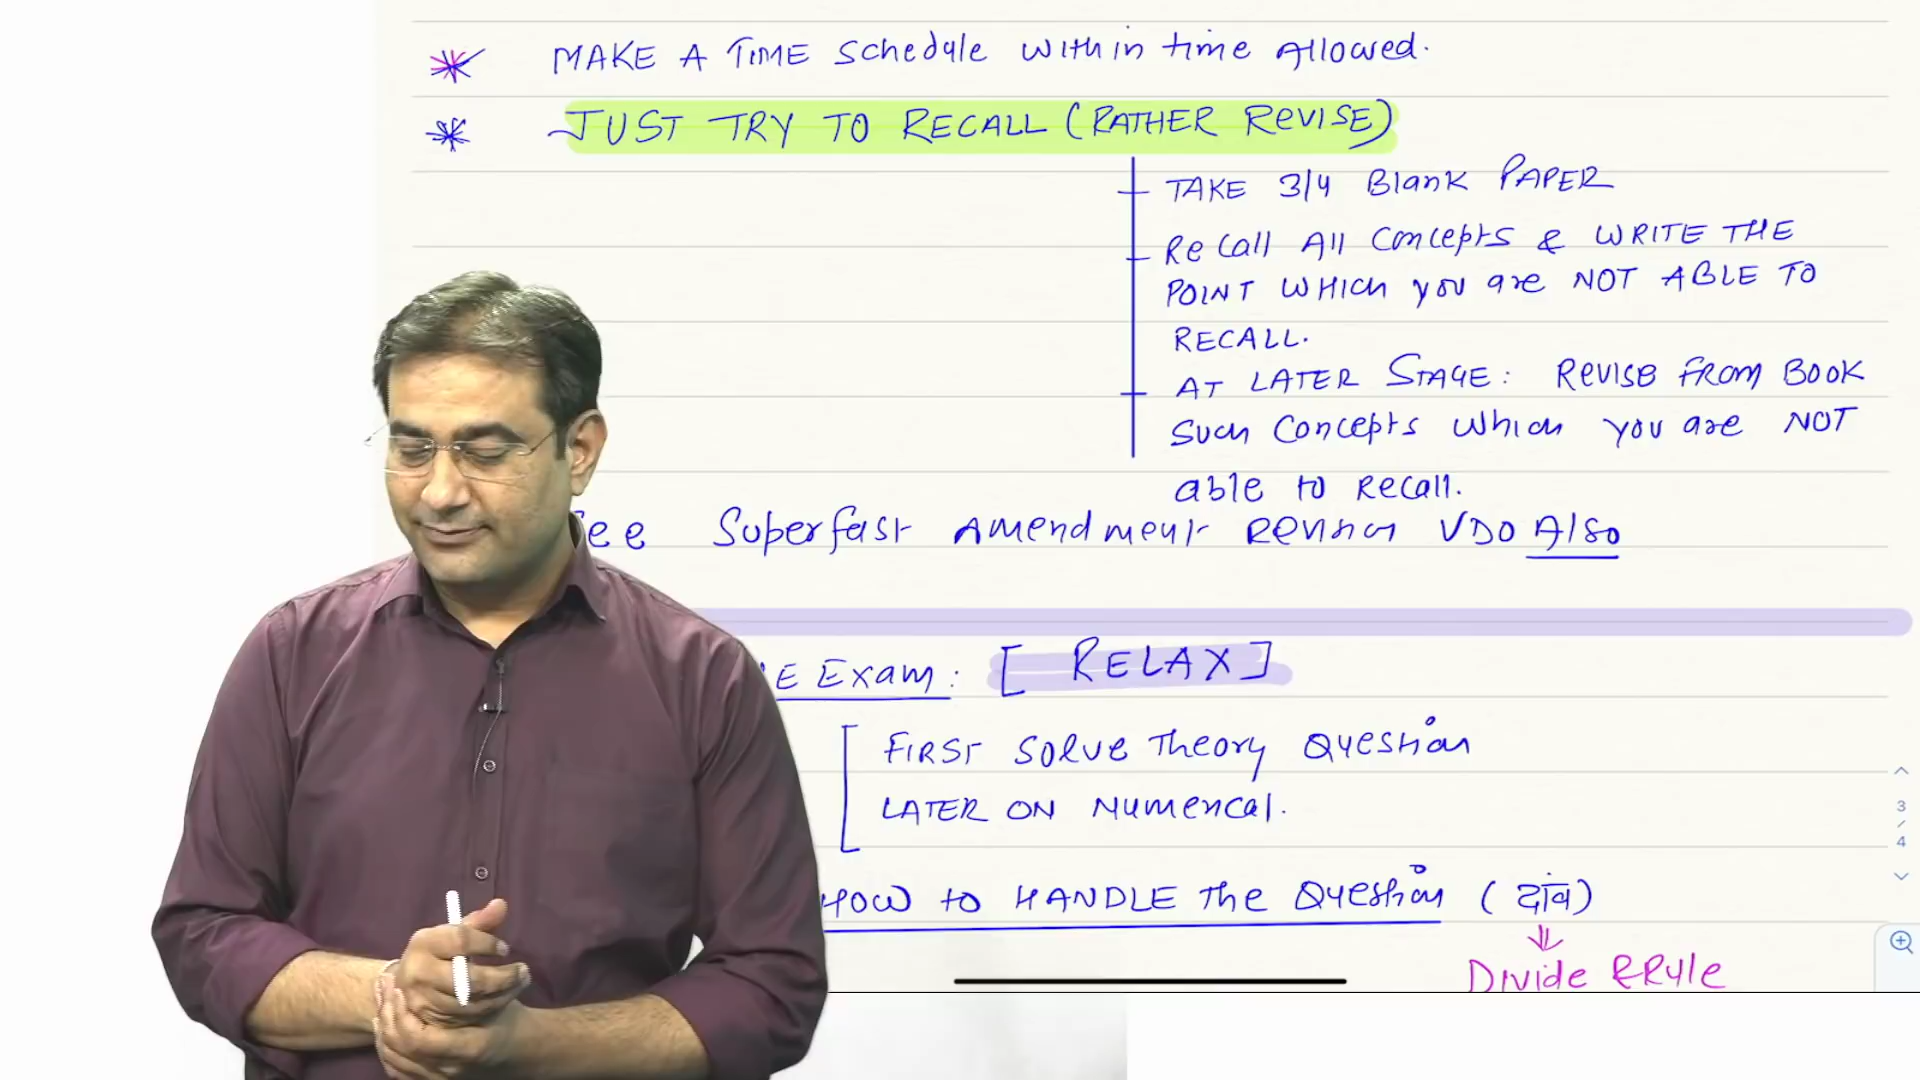 MAKE A TIME Schedule within time Allowed.
JUST TRY TO RECALL (RATHER REVISE)
TAKE 3/4 Blank PAPER
Recall All Concepts & WRITE THE
POINT WHICH you are NOT ABLE TO
RECALL.
AT LATER STAGE: REVISE FROM BOOK
Such Concepts which you are NOT
able to Recall.
ee Superfast Amendment Revision VDO Also
E Exam: [RELAX]
FIRST Solve Theory Question
LATER ON Numerical.
HOW to HANDLE the Question (दांव)
Divide & Rule
3
/
4